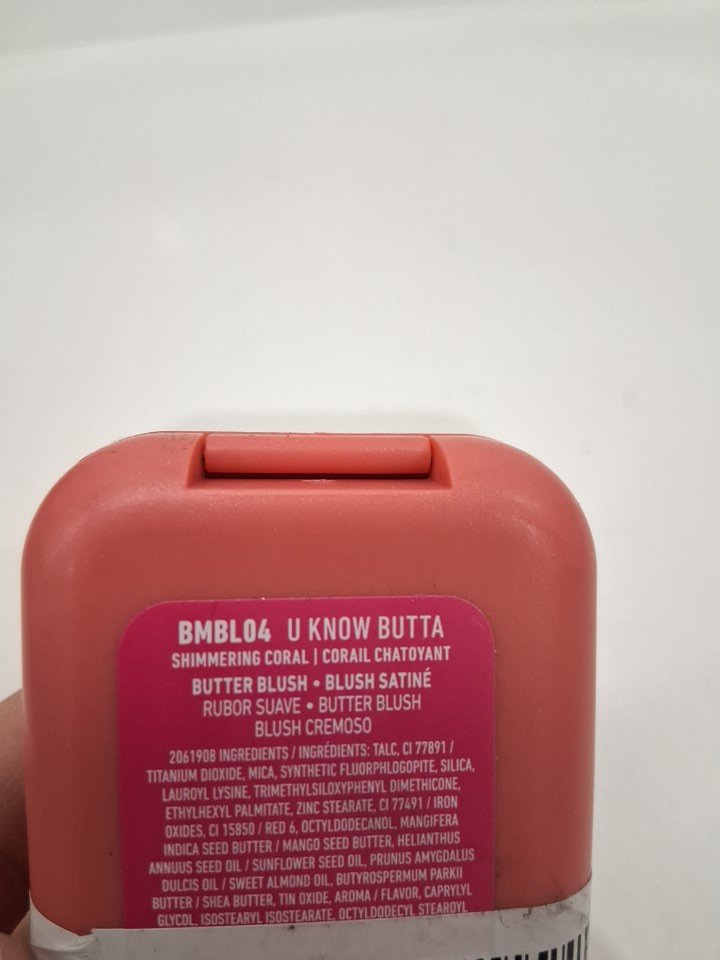 BMBL04 U KNOW BUTTA
SHIMMERING CORAL | CORAIL CHATOYANT
BUTTER BLUSH • BLUSH SATINÉ
RUBOR SUAVE • BUTTER BLUSH
BLUSH CREMOSO
2061908 INGREDIENTS / INGRÉDIENTS: TALC, CI 77891 /
TITANIUM DIOXIDE, MICA, SYNTHETIC FLUORPHLOGOPITE, SILICA,
LAUROYL LYSINE, TRIMETHYLSILOXYPHENYL DIMETHICONE,
ETHYLHEXYL PALMITATE, ZINC STEARATE, CI 77491 / IRON
OXIDES, CI 15850 / RED 6, OCTYLDODECANOL, MANGIFERA
INDICA SEED BUTTER / MANGO SEED BUTTER, HELIANTHUS
ANNUUS SEED OIL / SUNFLOWER SEED OIL, PRUNUS AMYGDALUS
DULCIS OIL / SWEET ALMOND OIL, BUTYROSPERMUM PARKII
BUTTER / SHEA BUTTER, TIN OXIDE, AROMA / FLAVOR, CAPRYLYL
GLYCOL, ISOSTEARYL ISOSTEARATE, OCTYLDODECYL STEAROYL